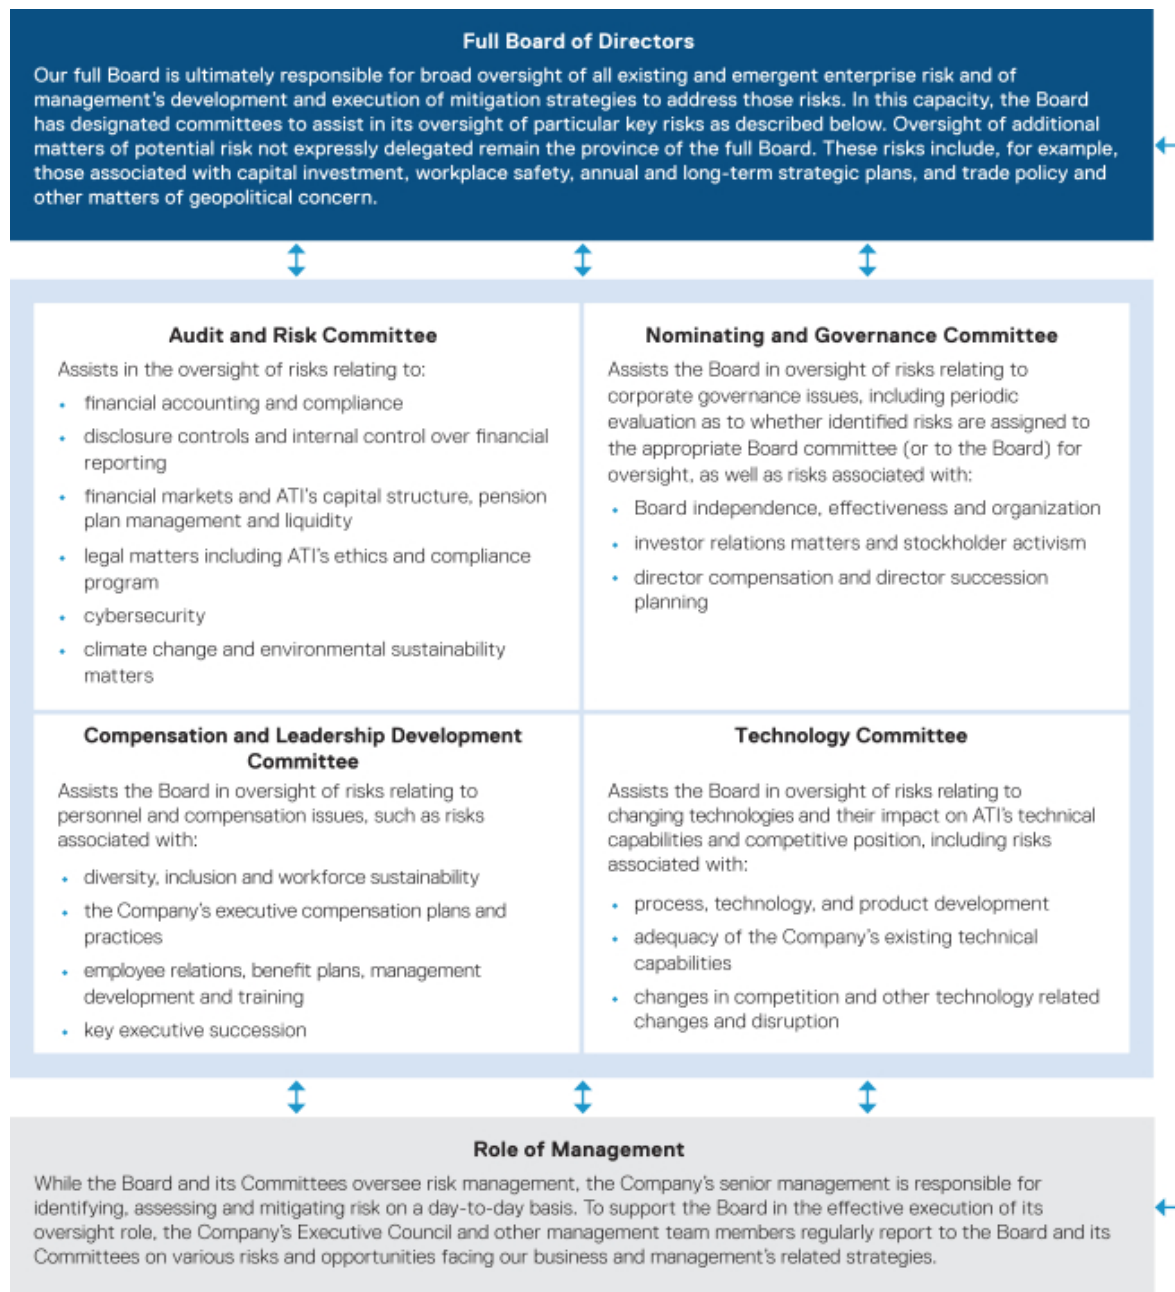 Full Board of Directors
Our full Board is ultimately responsible for broad oversight of all existing and emergent enterprise risk and of
management's development and execution of mitigation strategies to address those risks. In this capacity, the Board
has designated committees to assist in its oversight of particular key risks as described below. Oversight of additional
matters of potential risk not expressly delegated remain the province of the full Board. These risks include, for example,
those associated with capital investment, workplace safety, annual and long-term strategic plans, and trade policy and
other matters of geopolitical concern.
Audit and Risk Committee
Assists in the oversight of risks relating to:
• financial accounting and compliance
• disclosure controls and internal control over financial
reporting
• financial markets and ATI's capital structure, pension
plan management and liquidity
• legal matters including ATI's ethics and compliance
program
• cybersecurity
• climate change and environmental sustainability
matters
Nominating and Governance Committee
Assists the Board in oversight of risks relating to
corporate governance issues, including periodic
evaluation as to whether identified risks are assigned to
the appropriate Board committee (or to the Board) for
oversight, as well as risks associated with:
• Board independence, effectiveness and organization
• investor relations matters and stockholder activism
• director compensation and director succession
planning
Compensation and Leadership Development
Committee
Assists the Board in oversight of risks relating to
personnel and compensation issues, such as risks
associated with:
• diversity, inclusion and workforce sustainability
• the Company's executive compensation plans and
practices
• employee relations, benefit plans, management
development and training
• key executive succession
Technology Committee
Assists the Board in oversight of risks relating to
changing technologies and their impact on ATI's technical
capabilities and competitive position, including risks
associated with:
• process, technology, and product development
• adequacy of the Company's existing technical
capabilities
• changes in competition and other technology related
changes and disruption
Role of Management
While the Board and its Committees oversee risk management, the Company's senior management is responsible for
identifying, assessing and mitigating risk on a day-to-day basis. To support the Board in the effective execution of its
oversight role, the Company's Executive Council and other management team members regularly report to the Board and its
Committees on various risks and opportunities facing our business and management's related strategies.